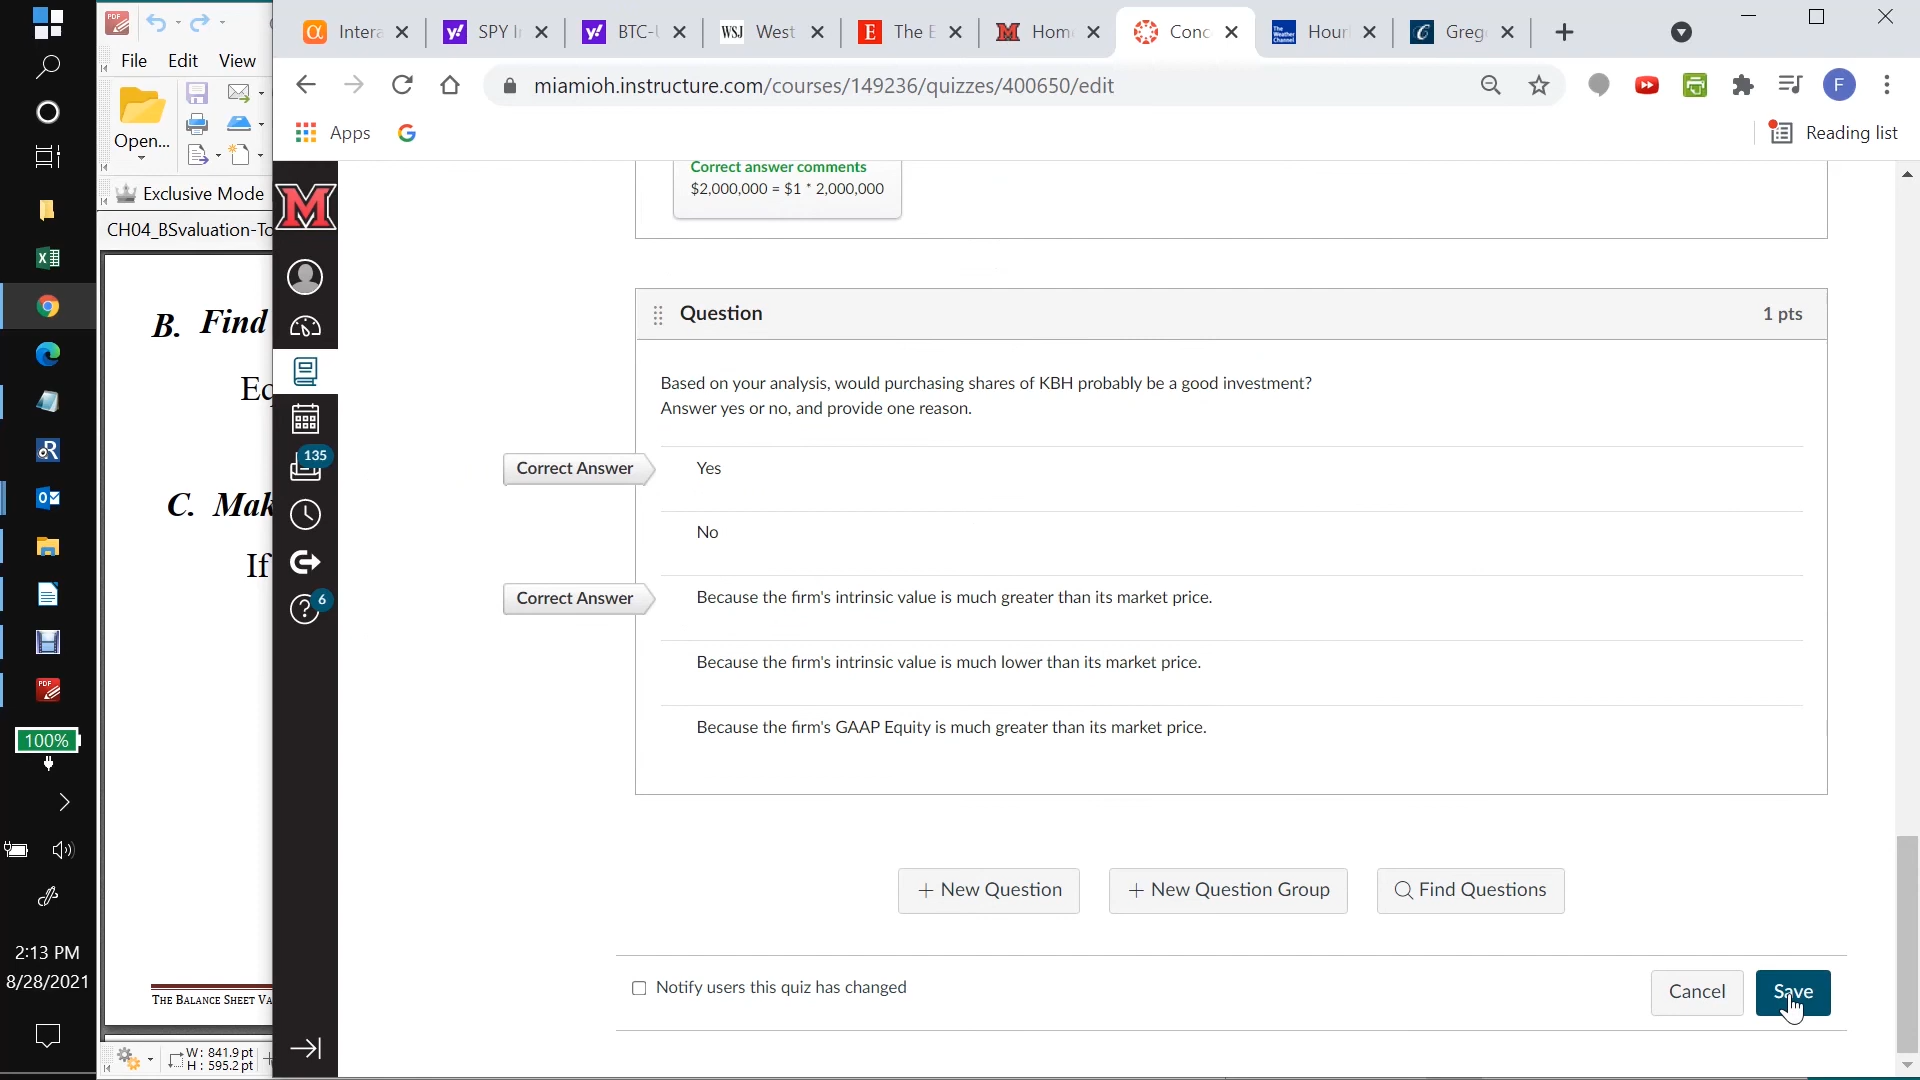 Intera
SPY I
BTC-
WSJ West
E The E
Hom
Conc
Hour
Greg
miamioh.instructure.com/courses/149236/quizzes/400650/edit
F
Apps
Reading list
PDF
File Edit View
Open...
Exclusive Mode
CH04_BSvaluation-To
B. Find
Eq
C. Mak
If
THE BALANCE SHEET VA
W: 841.9 pt
H: 595.2 pt
135
6
100%
2:13 PM
8/28/2021
Correct answer comments
$2,000,000 = $1 * 2,000,000
Question
1 pts
Based on your analysis, would purchasing shares of KBH probably be a good investment?
Answer yes or no, and provide one reason.
Correct Answer
Yes
No
Correct Answer
Because the firm's intrinsic value is much greater than its market price.
Because the firm's intrinsic value is much lower than its market price.
Because the firm's GAAP Equity is much greater than its market price.
+ New Question
+ New Question Group
Find Questions
Notify users this quiz has changed
Cancel
Save